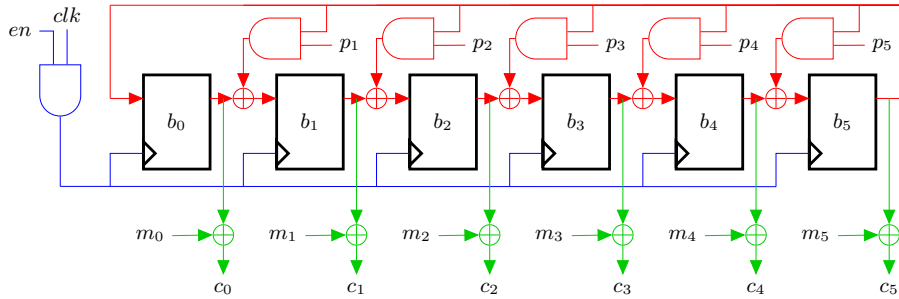 clk
en
p₁ p₂ p₃ p₄ p₅
b₀ b₁ b₂ b₃ b₄ b₅
m₀ m₁ m₂ m₃ m₄ m₅
c₀ c₁ c₂ c₃ c₄ c₅